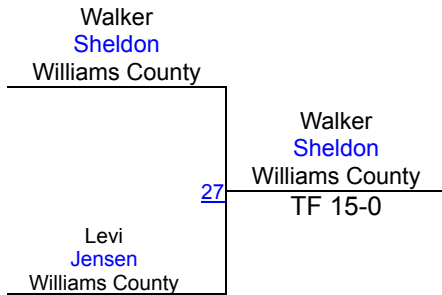 Walker
Sheldon
Williams County
Walker
Sheldon
Williams County
27
TF 15-0
Levi
Jensen
Williams County